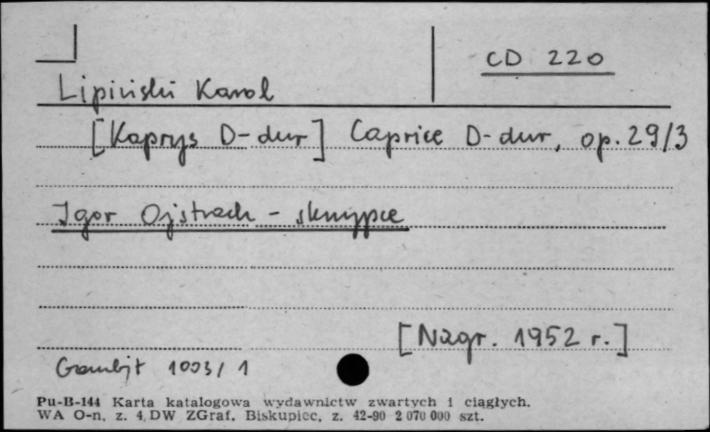 CD 220
Lipiński Karol
[Kaprys D-dur] Caprice D-dur, op. 29/3
Igor Ojstrach - skrzypce
[Nagr. 1952 r.]
Gambit 1003/1
Pu-B-144 Karta katalogowa wydawnictw zwartych i ciągłych.
WA O-n. z. 4. DW ZGraf. Biskupiec, z. 42-90 2 070 000 szt.